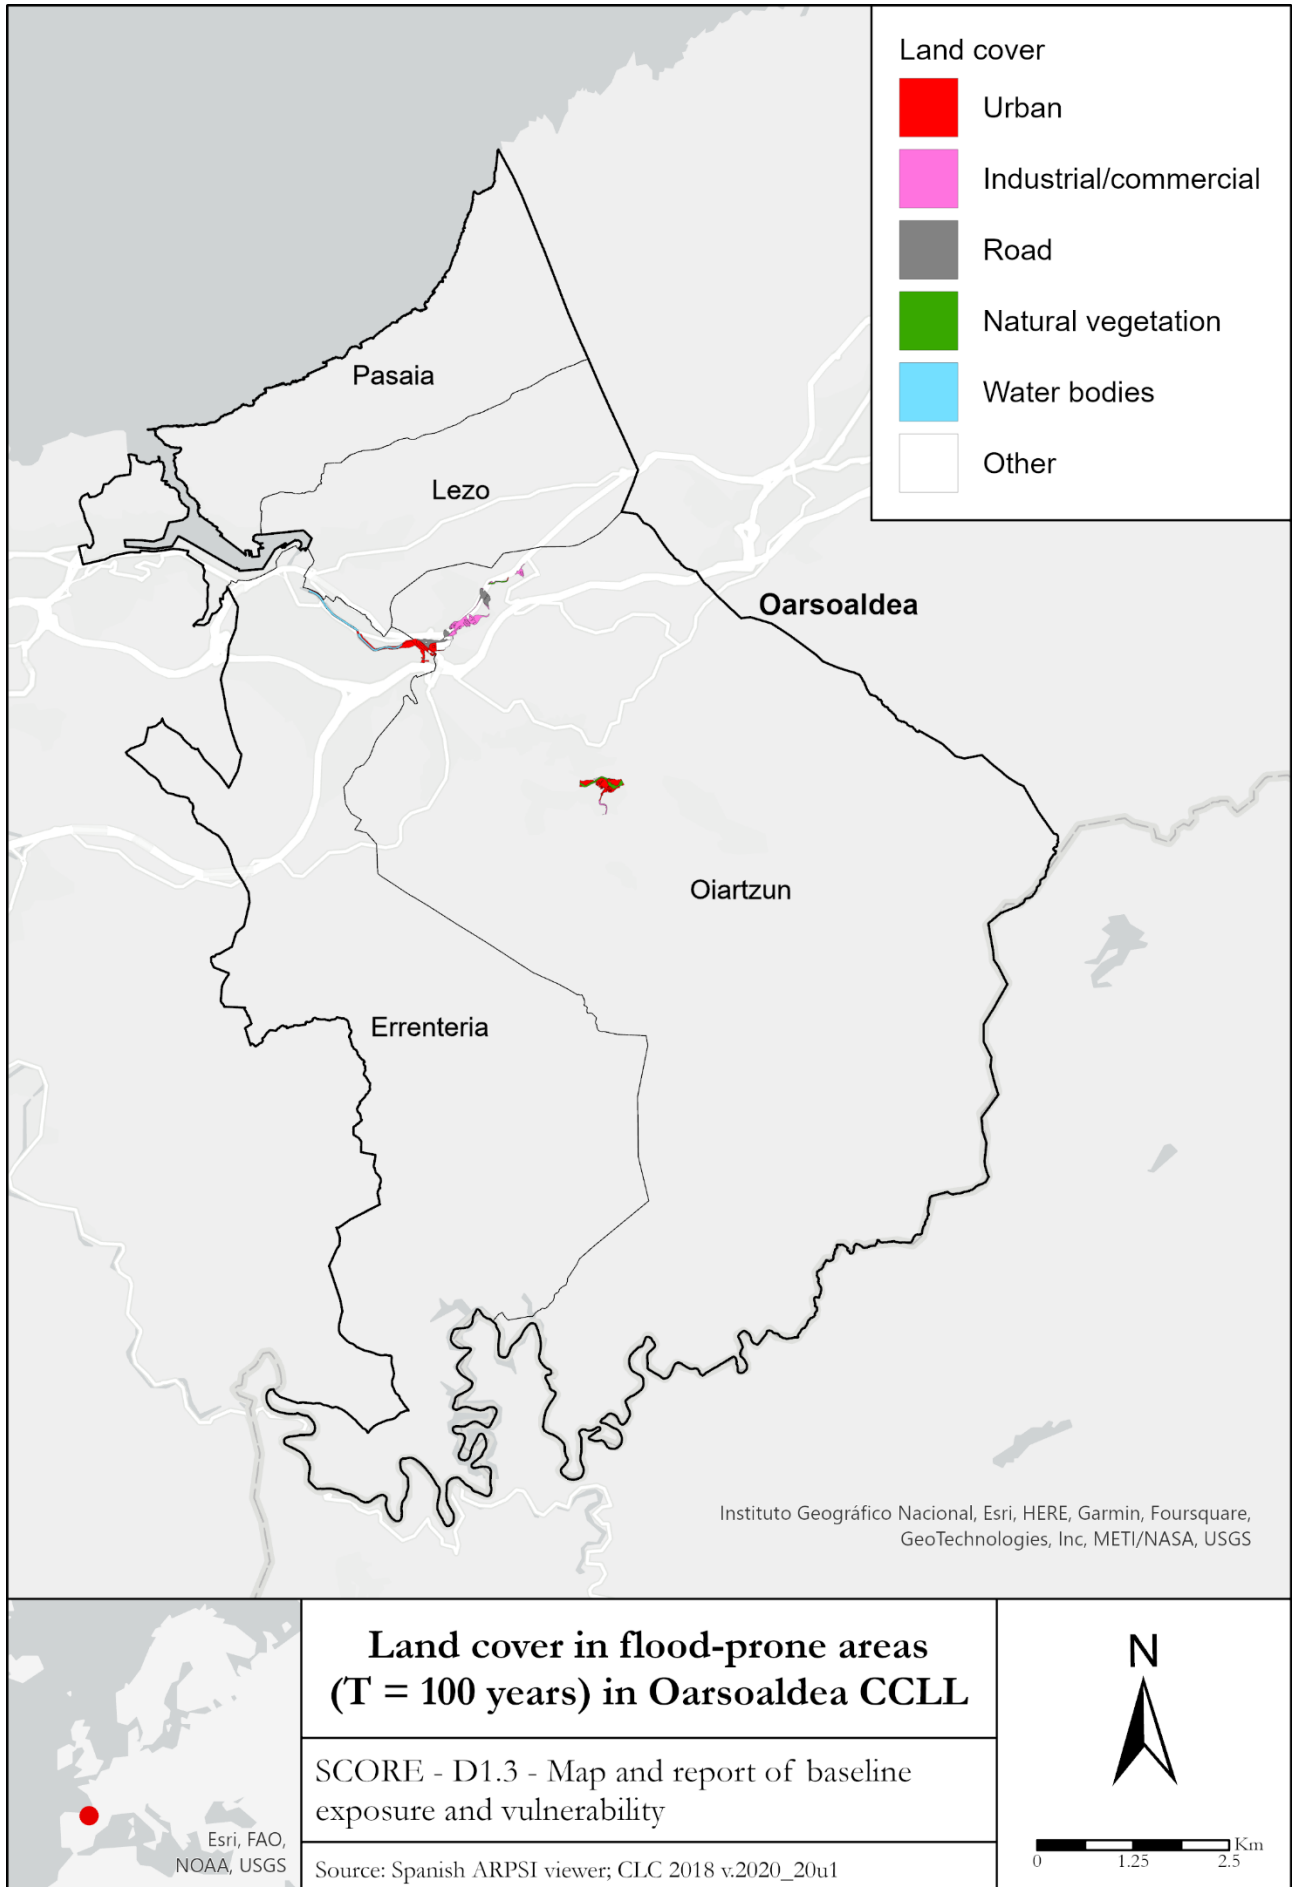 Land cover
Urban
Industrial/commercial
Road
Natural vegetation
Water bodies
Other
Pasaia
Lezo
Oarsoaldea
Oiartzun
Errenteria
Instituto Geográfico Nacional, Esri, HERE, Garmin, Foursquare,
GeoTechnologies, Inc, METI/NASA, USGS
Land cover in flood-prone areas
(T = 100 years) in Oarsoaldea CCLL
SCORE - D1.3 - Map and report of baseline
exposure and vulnerability
Source: Spanish ARPSI viewer; CLC 2018 v.2020_20u1
Esri, FAO,
NOAA, USGS
N
Km
0 1.25 2.5